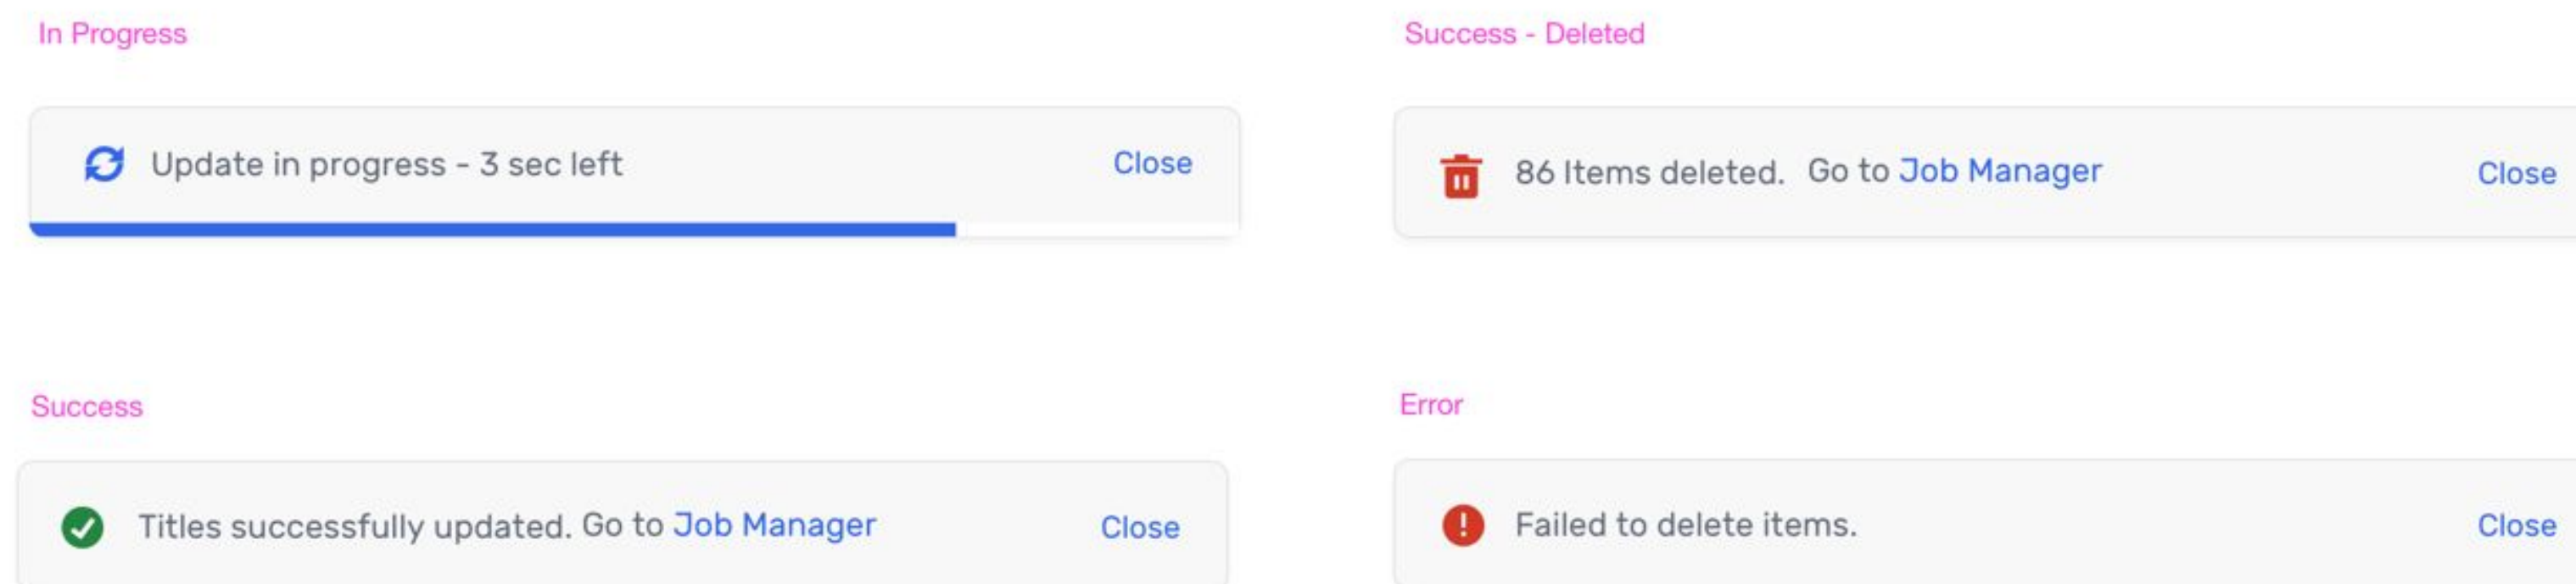 In Progress
Update in progress - 3 sec left
Close
Success - Deleted
86 Items deleted. Go to Job Manager
Close
Success
Titles successfully updated. Go to Job Manager
Close
Error
Failed to delete items.
Close